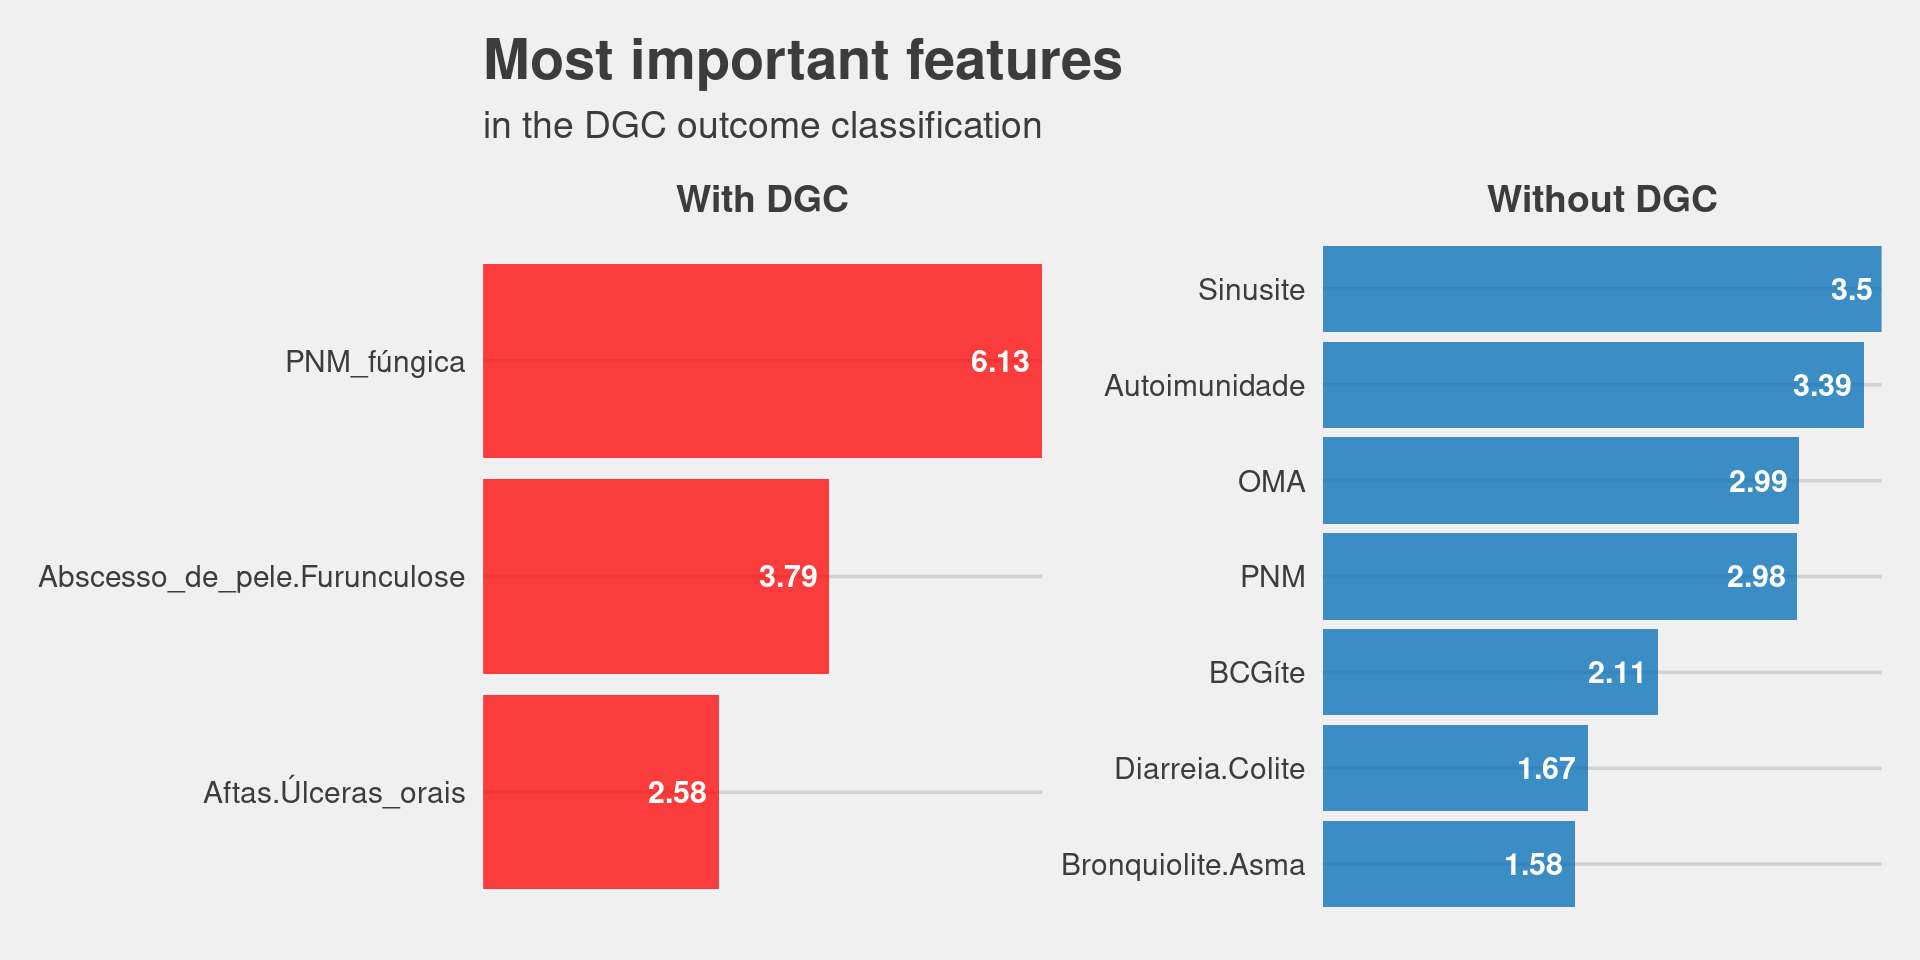 Most important features
in the DGC outcome classification
With DGC
PNM_fúngica 6.13
Abscesso_de_pele.Furunculose 3.79
Aftas.Úlceras_orais 2.58
Without DGC
Sinusite 3.5
Autoimunidade 3.39
OMA 2.99
PNM 2.98
BCGíte 2.11
Diarreia.Colite 1.67
Bronquiolite.Asma 1.58